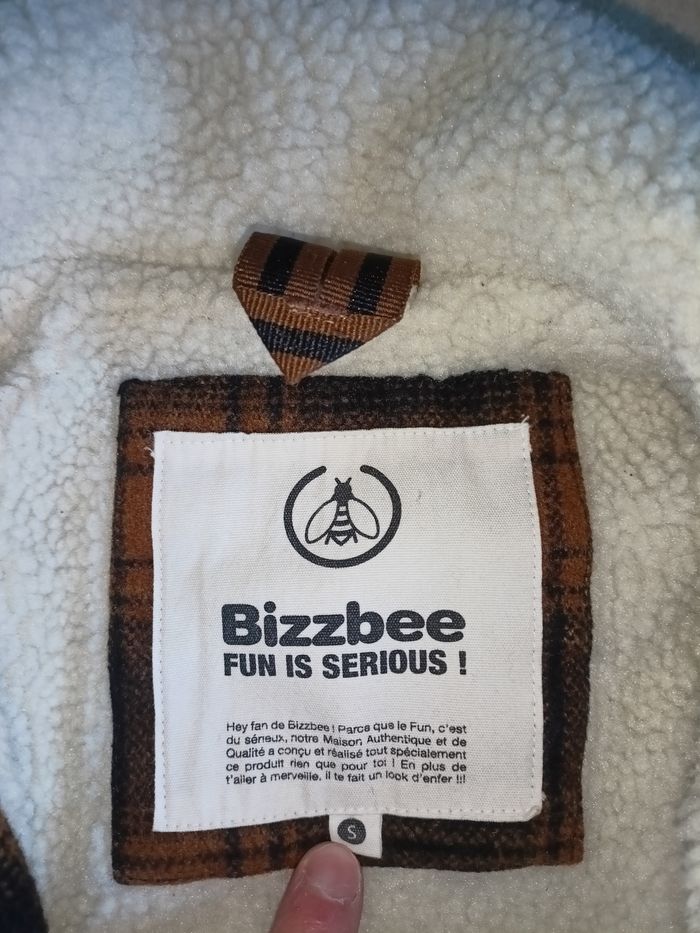 Bizzbee
FUN IS SERIOUS !
Hey fan de Bizzbee ! Parce que le Fun, c'est
du sérieux, notre Maison Authentique et de
Qualité a conçu et réalisé tout spécialement
ce produit rien que pour toi ! En plus de
t'aller à merveille, il te fait un look d'enfer !!!
S